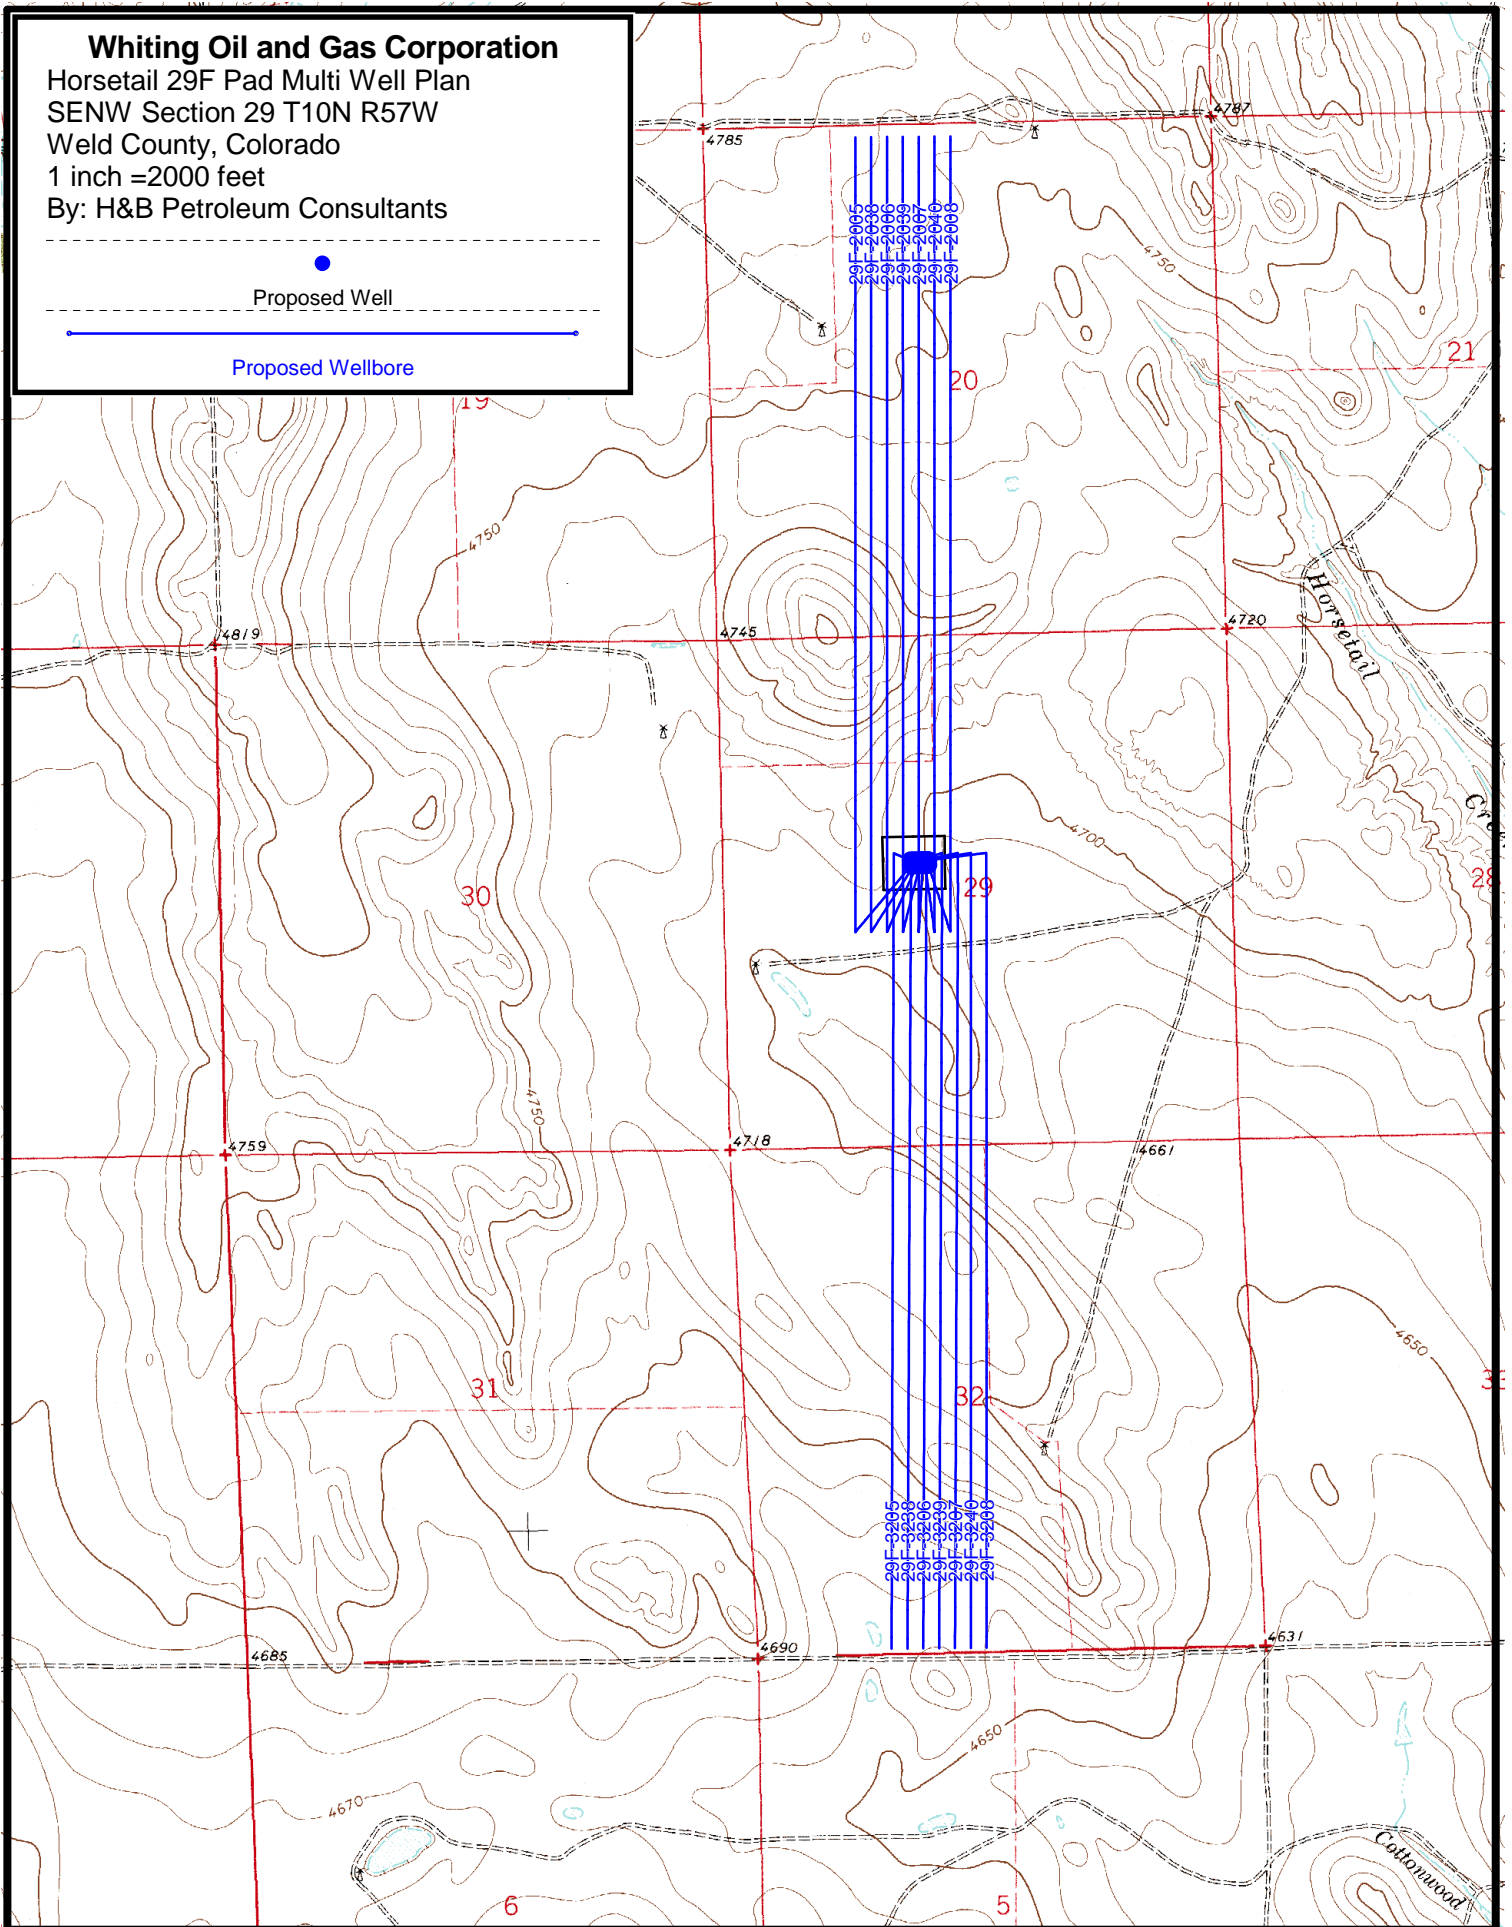 Whiting Oil and Gas Corporation
Horsetail 29F Pad Multi Well Plan
SENW Section 29 T10N R57W
Weld County, Colorado
1 inch =2000 feet
By: H&B Petroleum Consultants
Proposed Well
Proposed Wellbore
4785
4787
29F-2005
29F-2038
29F-2006
29F-2039
29F-2007
29F-2040
29F-2008
4750
21
20
19
4750
Horsetail
4819
4745
4720
4700
28
30
29
4750
4759
4718
4661
4650
31
32
33
29F-3205
29F-3238
29F-3206
29F-3239
29F-3207
29F-3240
29F-3208
4685
4690
4631
4650
4670
Cottonwood
6
5